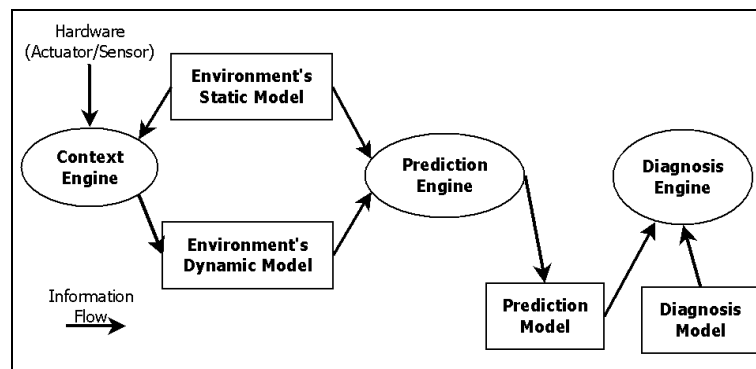 Hardware
(Actuator/Sensor)
Environment's
Static Model
Context
Engine
Prediction
Engine
Diagnosis
Engine
Environment's
Dynamic Model
Information
Flow
Prediction
Model
Diagnosis
Model